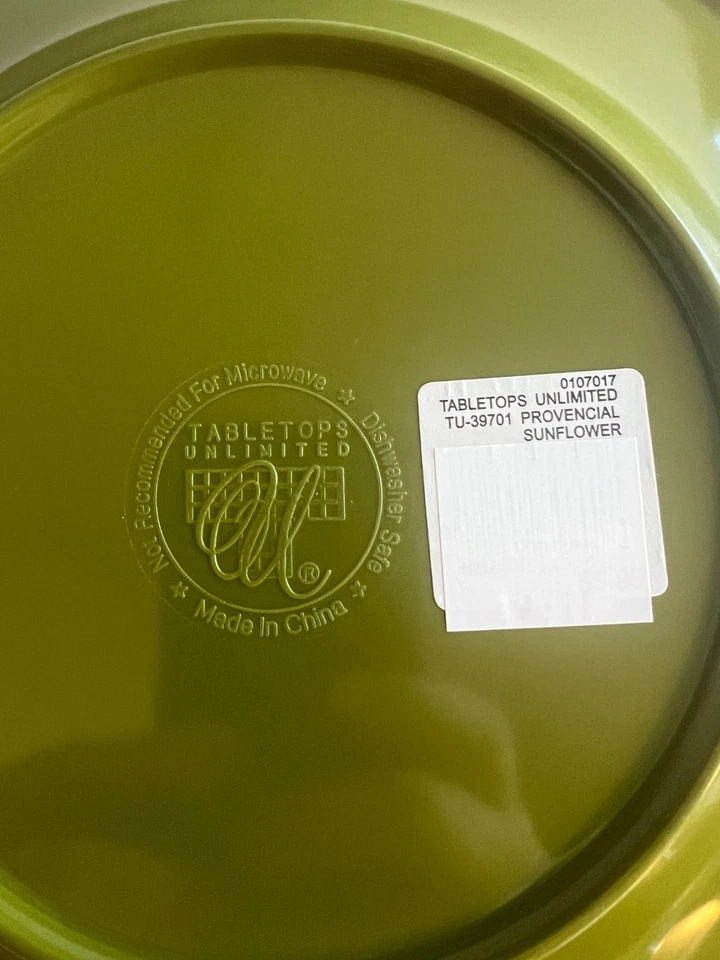 Not Recommended For Microwave
Dishwasher Safe
Made In China
TABLETOPS
UNLIMITED
®
0107017
TABLETOPS UNLIMITED
TU-39701 PROVENCIAL
SUNFLOWER